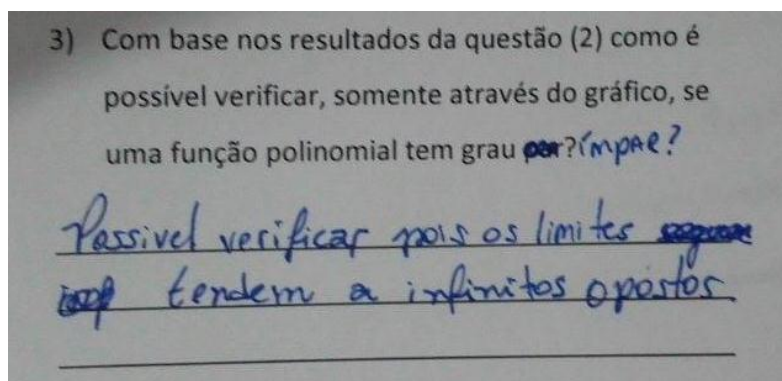 3) Com base nos resultados da questão (2) como é
possível verificar, somente através do gráfico, se
uma função polinomial tem grau par? ímpar?
Possivel verificar pois os limites
tendem a infinitos opostos.